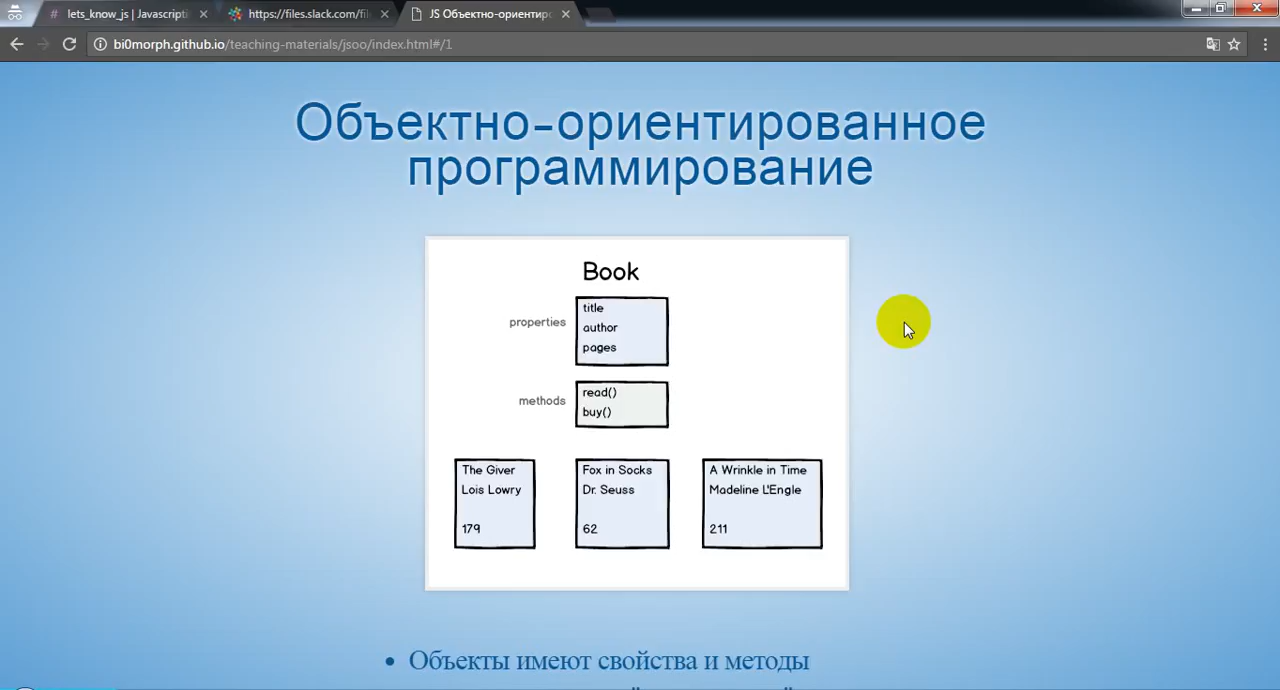 lets_know_js | Javascripti
https://files.slack.com/fil
JS Объектно-ориентир
bi0morph.github.io/teaching-materials/jsoo/index.html#/1
Объектно-ориентированное
программирование
Book
properties
title
author
pages
methods
read()
buy()
The Giver
Lois Lowry
179
Fox in Socks
Dr. Seuss
62
A Wrinkle in Time
Madeline L'Engle
211
• Объекты имеют свойства и методы